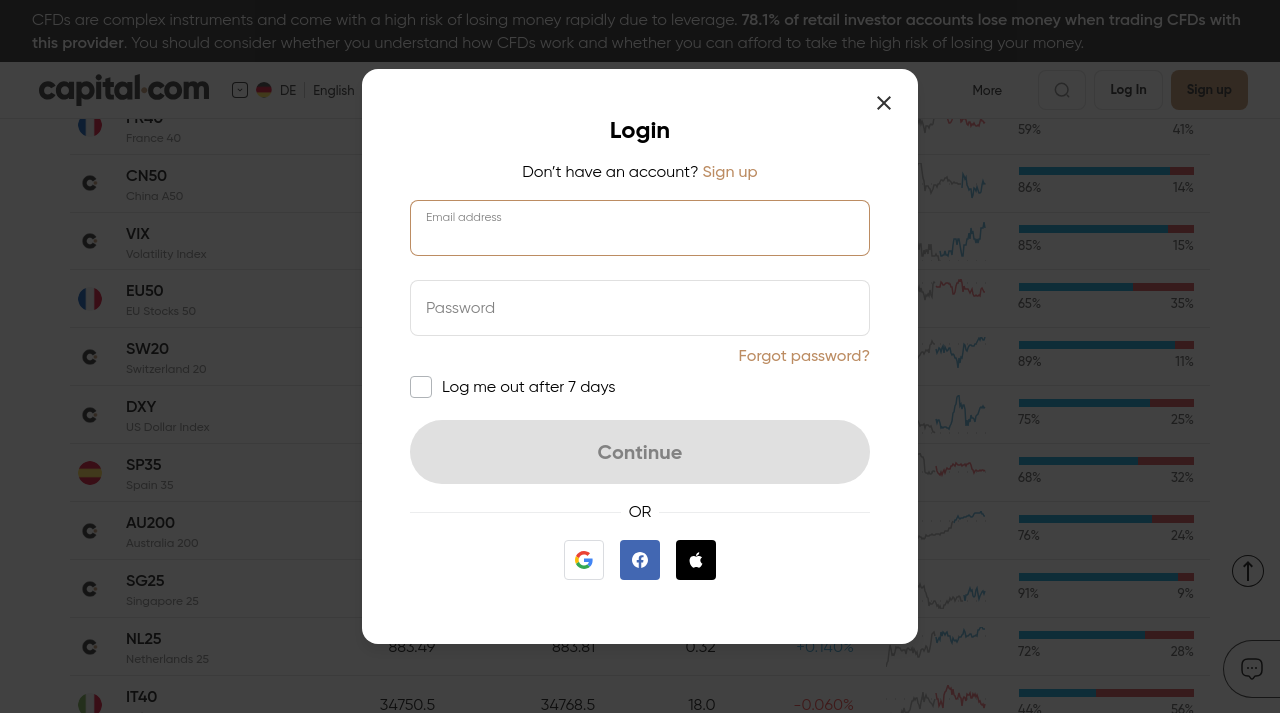 CFDs are complex instruments and come with a high risk of losing money rapidly due to leverage. 78.1% of retail investor accounts lose money when trading CFDs with
this provider. You should consider whether you understand how CFDs work and whether you can afford to take the high risk of losing your money.
capital.com DE English More Log In Sign up
FR40
France 40 59% 41%
CN50
China A50 86% 14%
VIX
Volatility Index 85% 15%
EU50
EU Stocks 50 65% 35%
SW20
Switzerland 20 89% 11%
DXY
US Dollar Index 75% 25%
SP35
Spain 35 68% 32%
AU200
Australia 200 76% 24%
SG25
Singapore 25 91% 9%
NL25 883.49 883.81 0.32 +0.140%
Netherlands 25 72% 28%
IT40 34750.5 34768.5 18.0 -0.060% 44% 56%
Login
Don’t have an account? Sign up
Email address
Password
Forgot password?
Log me out after 7 days
Continue
OR